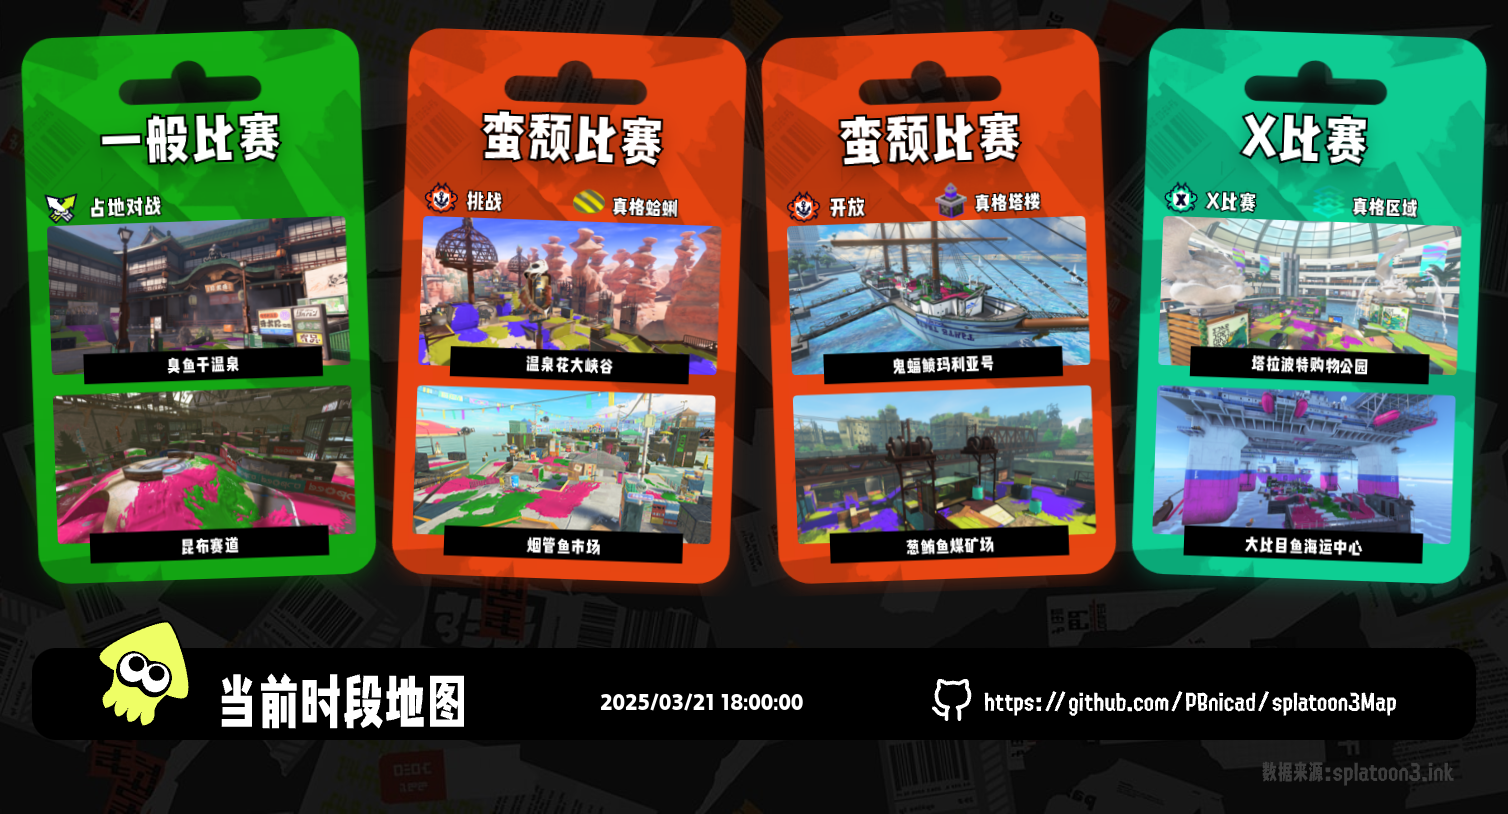 一般比赛
占地对战
臭鱼干温泉
昆布赛道
蛮颓比赛
挑战
真格蛤蜊
温泉花大峡谷
烟管鱼市场
蛮颓比赛
开放
真格塔楼
鬼蝠鲼玛利亚号
葱鲔鱼煤矿场
X比赛
X比赛
真格区域
塔拉波特购物公园
大比目鱼海运中心
当前时段地图
2025/03/21 18:00:00
https://github.com/PBnicad/splatoon3Map
数据来源:splatoon3.ink